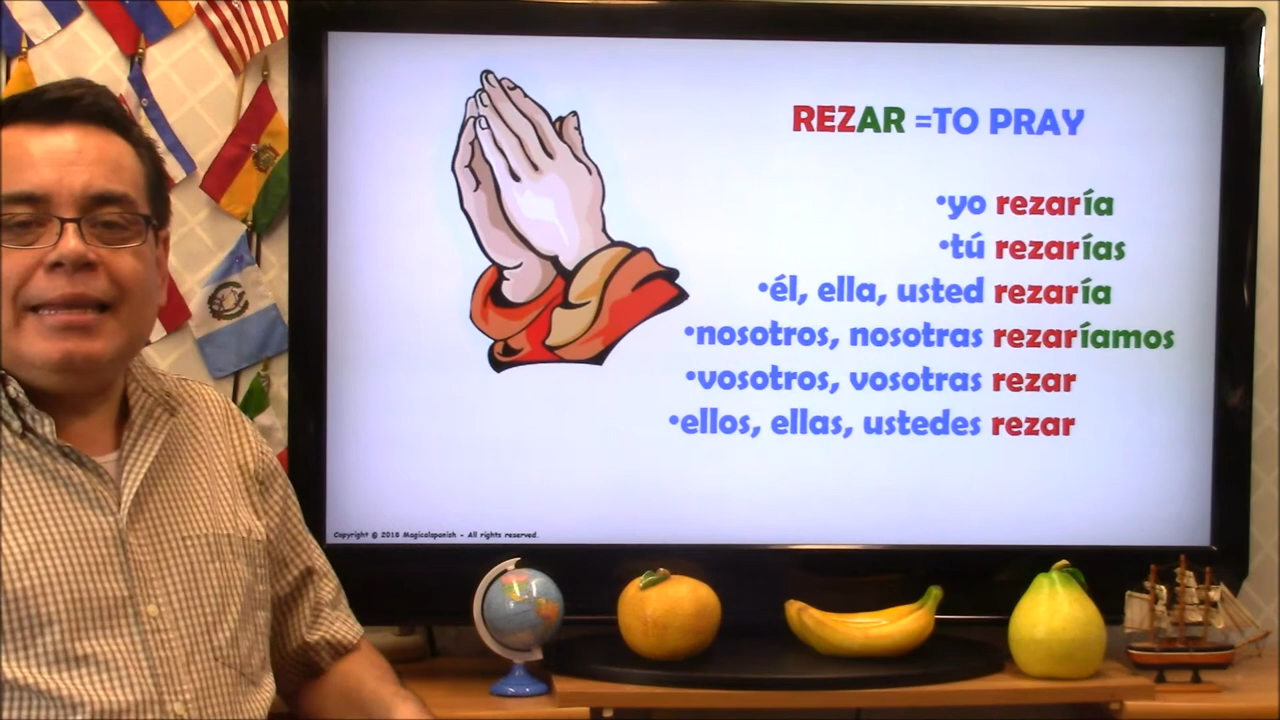 REZAR =TO PRAY
•yo rezaría
•tú rezarías
•él, ella, usted rezaría
•nosotros, nosotras rezaríamos
•vosotros, vosotras rezar
•ellos, ellas, ustedes rezar
Copyright © 2018 Magicalspanish - All rights reserved.